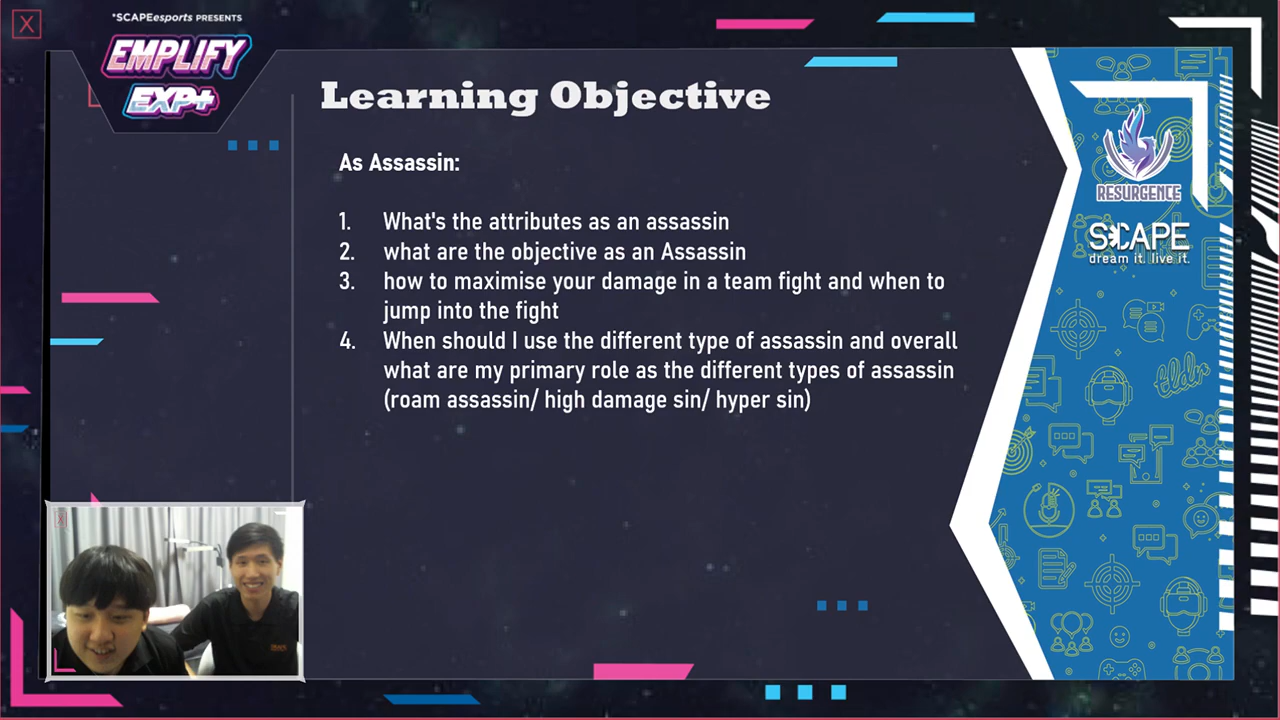 *SCAPEesports PRESENTS
EMPLIFY
EXP+
Learning Objective
As Assassin:
1. What's the attributes as an assassin
2. what are the objective as an Assassin
3. how to maximise your damage in a team fight and when to
jump into the fight
4. When should I use the different type of assassin and overall
what are my primary role as the different types of assassin
(roam assassin/ high damage sin/ hyper sin)
RESURGENCE
S*CAPE
dream it. live it.
tldr